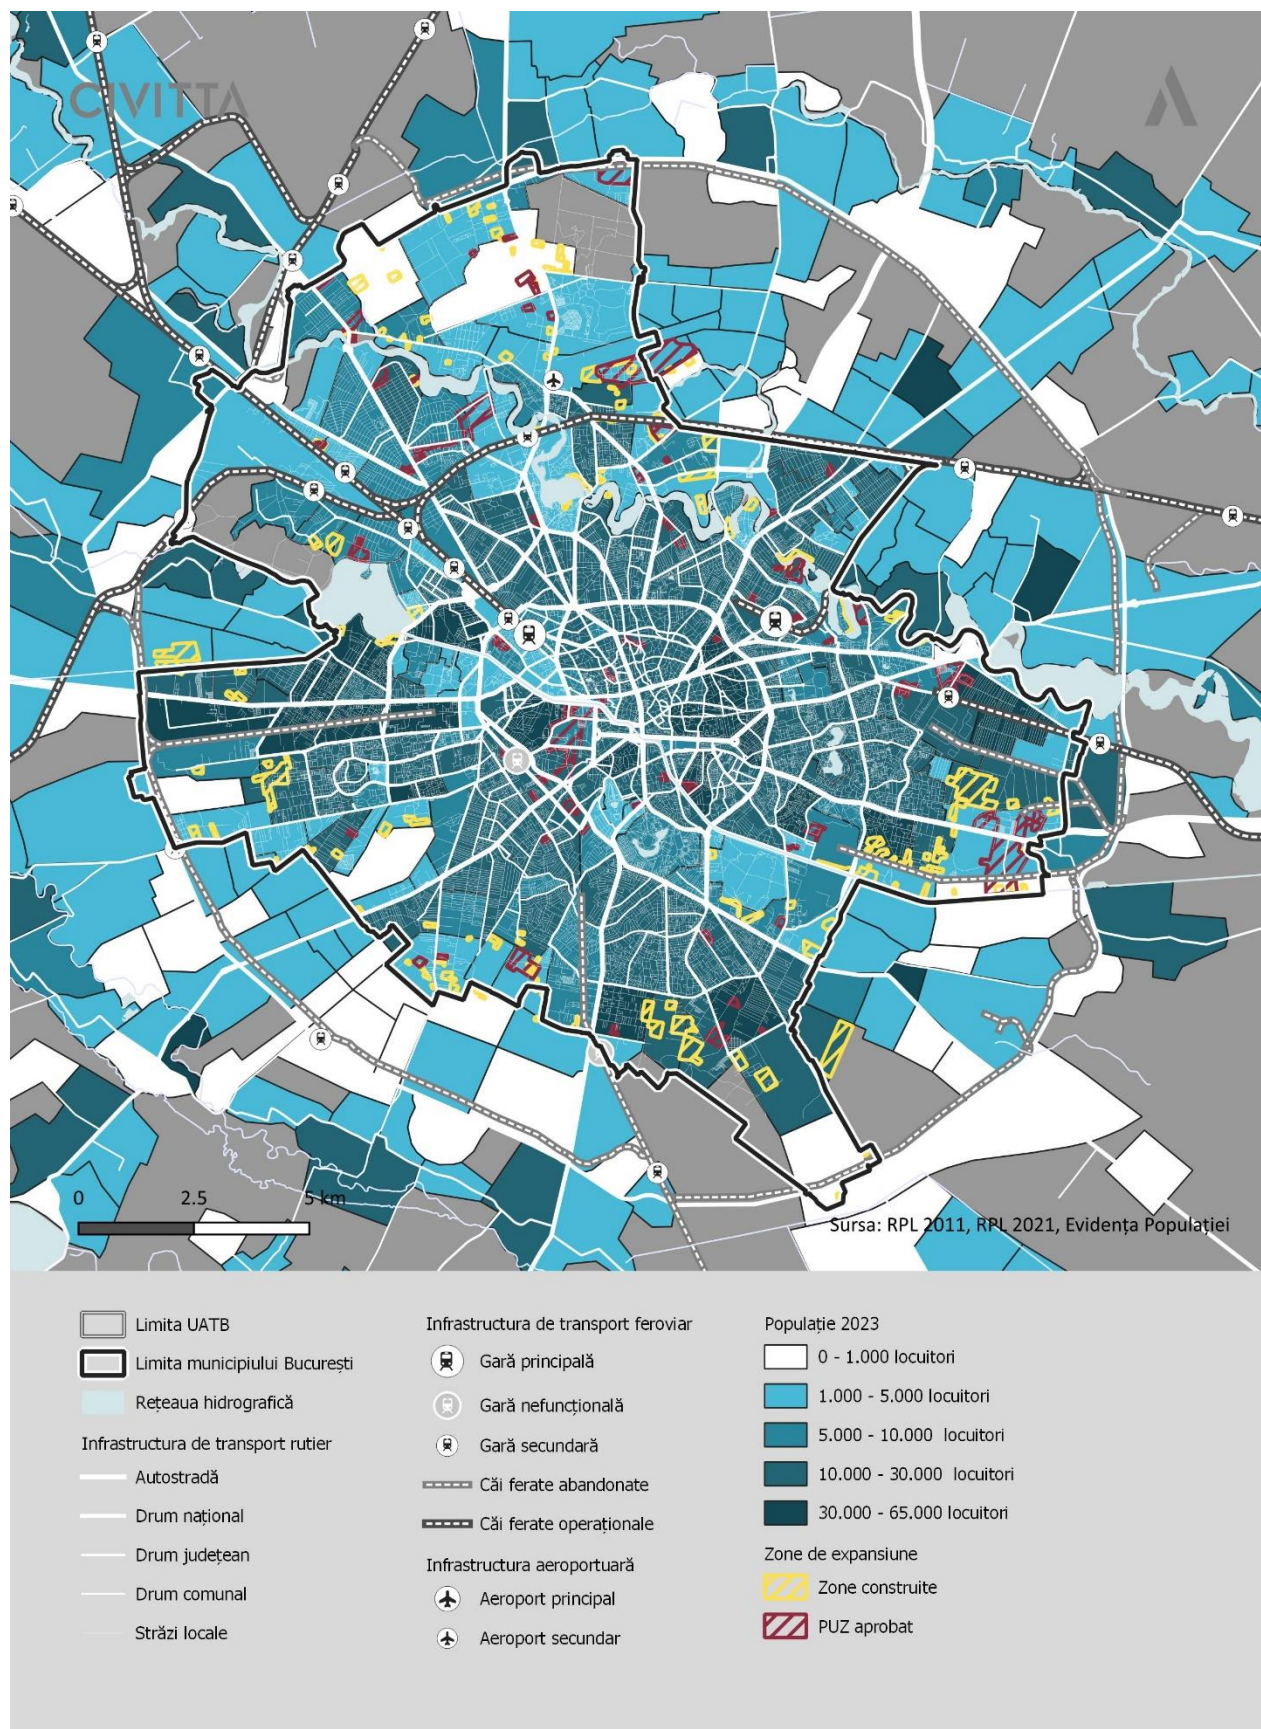 CIVITTA
0 2.5 5 km
Sursa: RPL 2011, RPL 2021, Evidența Populației
Limita UATB
Limita municipiului București
Rețeaua hidrografică
Infrastructura de transport rutier
Autostradă
Drum național
Drum județean
Drum comunal
Străzi locale
Infrastructura de transport feroviar
Gară principală
Gară nefuncțională
Gară secundară
Căi ferate abandonate
Căi ferate operaționale
Infrastructura aeroportuară
Aeroport principal
Aeroport secundar
Populație 2023
0 - 1.000 locuitori
1.000 - 5.000 locuitori
5.000 - 10.000 locuitori
10.000 - 30.000 locuitori
30.000 - 65.000 locuitori
Zone de expansiune
Zone construite
PUZ aprobat